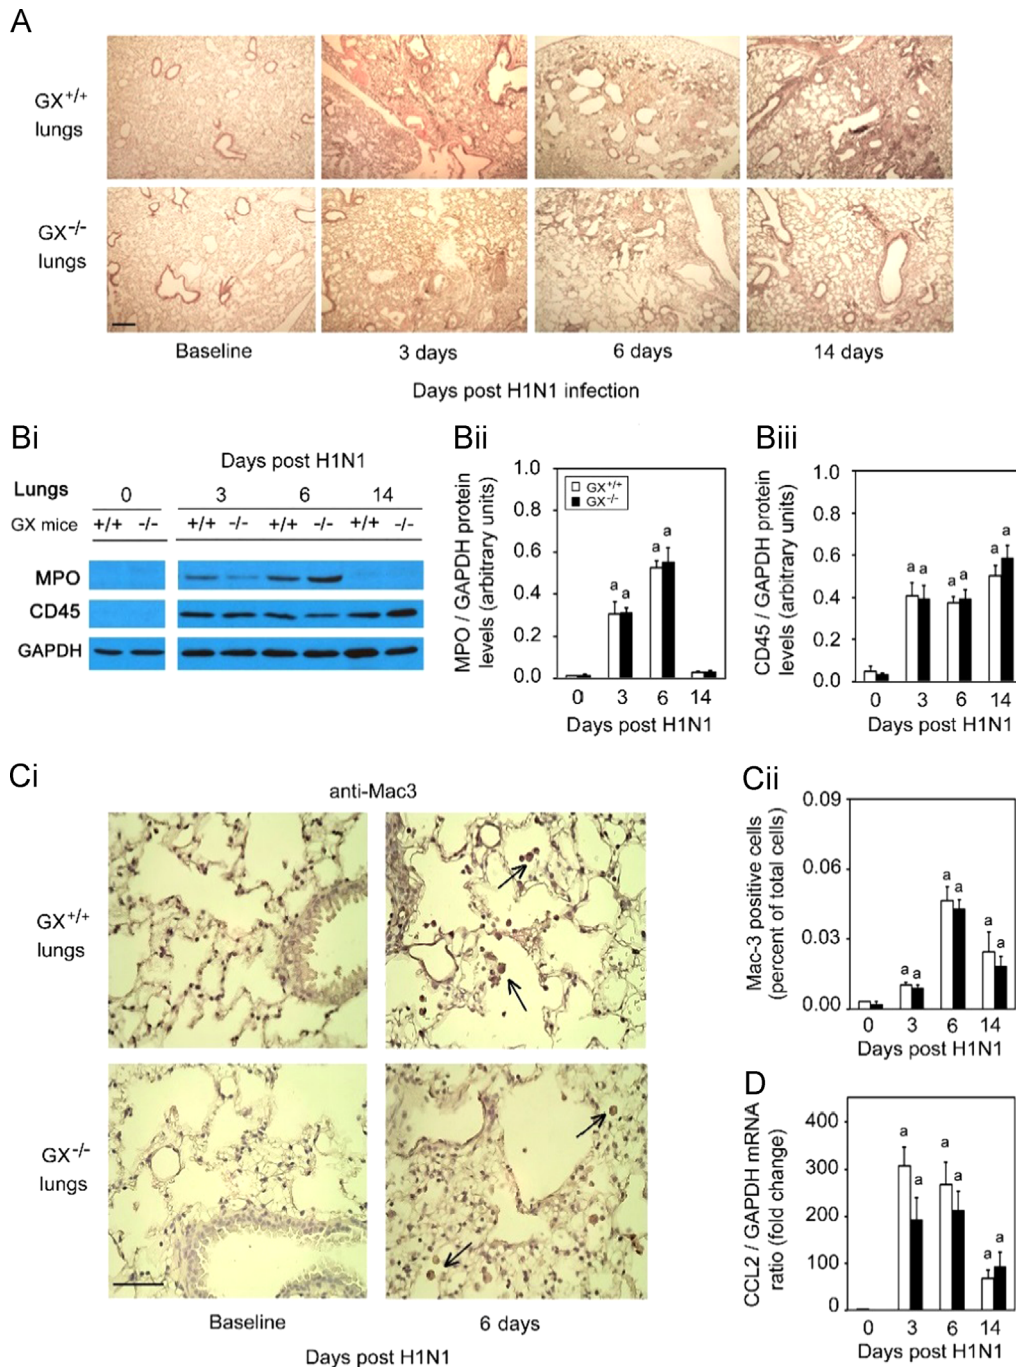 A
GX+/+
lungs
GX-/-
lungs
Baseline
3 days
6 days
14 days
Days post H1N1 infection
Bi
Days post H1N1
Lungs
0
3
6
14
GX mice
+/+
-/-
+/+
-/-
+/+
-/-
+/+
-/-
MPO
CD45
GAPDH
Bii
MPO / GAPDH protein
levels (arbitrary units)
1.0
0.8
0.6
0.4
0.2
0.0
GX+/+
GX-/-
a
a
a
a
0
3
6
14
Days post H1N1
Biii
CD45 / GAPDH protein
levels (arbitrary units)
1.0
0.8
0.6
0.4
0.2
0.0
a
a
a
a
a
a
0
3
6
14
Days post H1N1
Ci
anti-Mac3
GX+/+
lungs
GX-/-
lungs
Baseline
6 days
Days post H1N1
Cii
Mac-3 positive cells
(percent of total cells)
0.09
0.06
0.03
0.00
a
a
a
a
a
a
0
3
6
14
Days post H1N1
D
CCL2 / GAPDH mRNA
ratio (fold change)
400
300
200
100
0
a
a
a
a
a
a
0
3
6
14
Days post H1N1